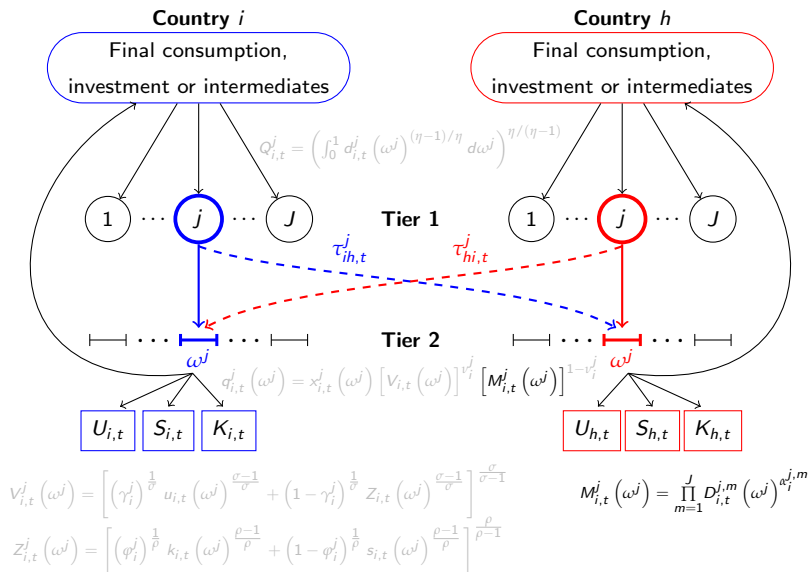 Country i Country h
Final consumption, Final consumption,
investment or intermediates investment or intermediates
Q^j_{i,t} = ( ∫_0^1 d^j_{i,t} (ω^j)^{(η−1)/η} dω^j )^{η/(η−1)}
1 ··· j ··· J Tier 1 1 ··· j ··· J
τ^j_{ih,t} τ^j_{hi,t}
··· ··· Tier 2 ··· ···
ω^j ω^j
q^j_{i,t} (ω^j) = x^j_{i,t} (ω^j) [V_{i,t} (ω^j)]^{ν^j_i} [M^j_{i,t} (ω^j)]^{1−ν^j_i}
U_{i,t} S_{i,t} K_{i,t} U_{h,t} S_{h,t} K_{h,t}
V^j_{i,t} (ω^j) = [ (γ^j_i)^{1/σ} u_{i,t} (ω^j)^{(σ−1)/σ} + (1 − γ^j_i)^{1/σ} Z_{i,t} (ω^j)^{(σ−1)/σ} ]^{σ/(σ−1)} M^j_{i,t} (ω^j) = ∏_{m=1}^{J} D^{j,m}_{i,t} (ω^j)^{α^{j,m}_i}
Z^j_{i,t} (ω^j) = [ (φ^j_i)^{1/ρ} k_{i,t} (ω^j)^{(ρ−1)/ρ} + (1 − φ^j_i)^{1/ρ} s_{i,t} (ω^j)^{(ρ−1)/ρ} ]^{ρ/(ρ−1)}